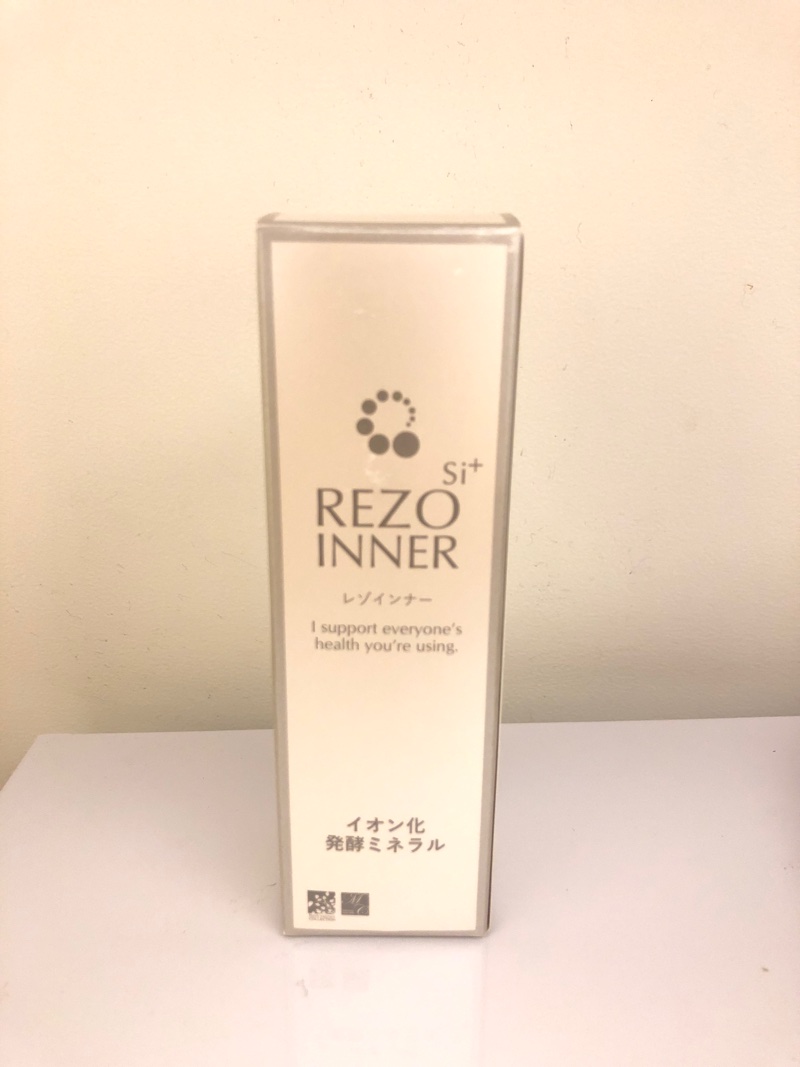 Si+
REZO
INNER
レゾインナー
I support everyone's
health you're using.
イオン化
発酵ミネラル